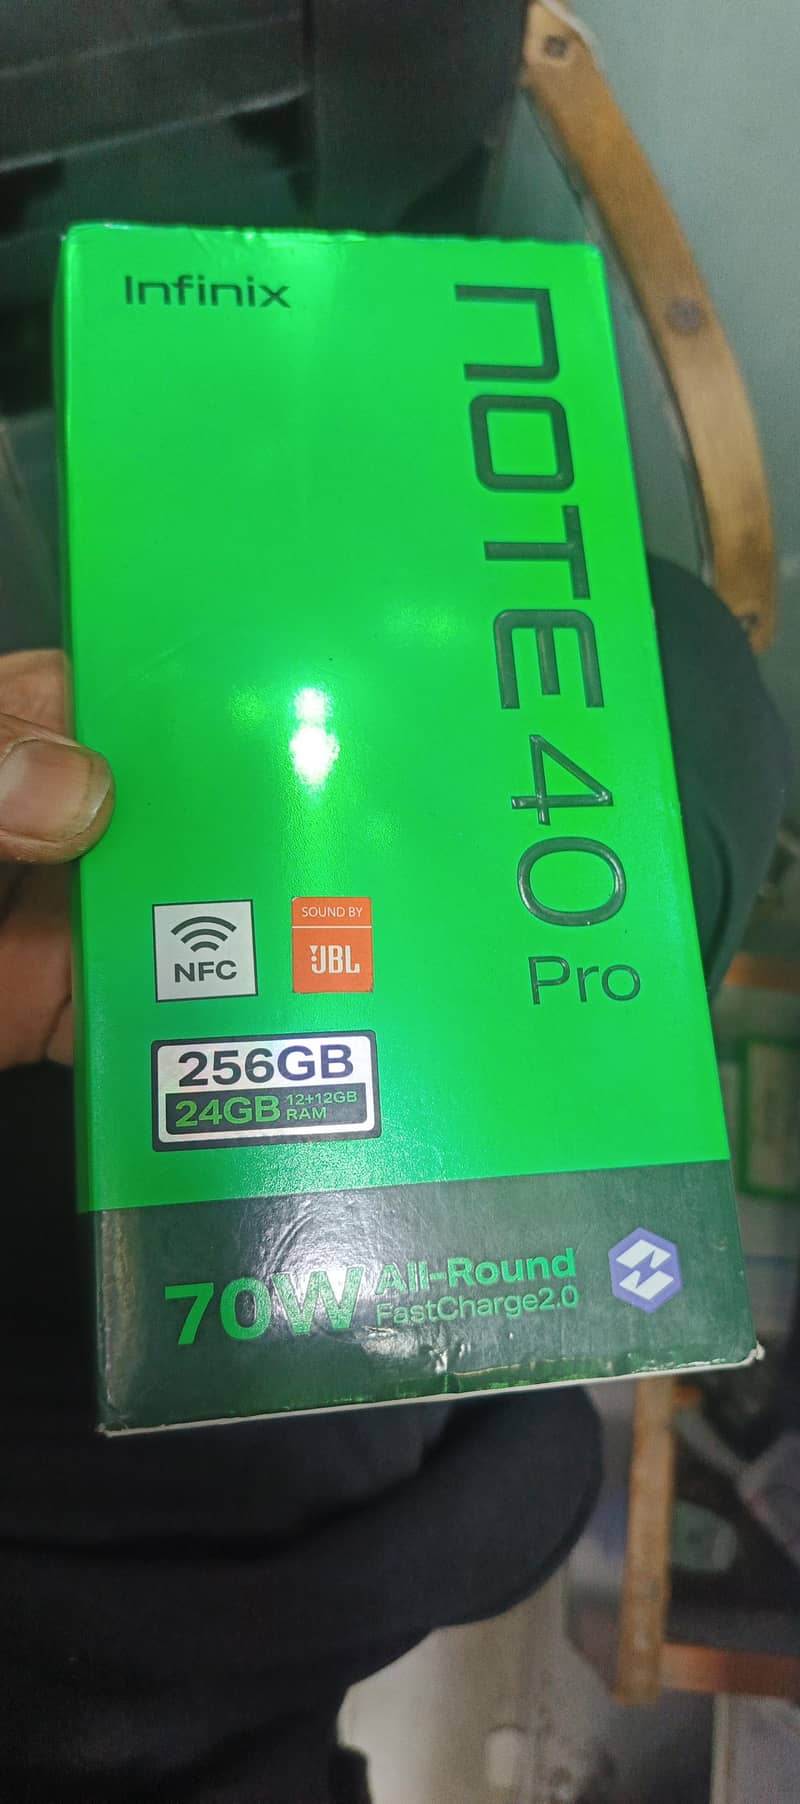 Infinix
NOTE 40
Pro
NFC
SOUND BY
JBL
256GB
24GB 12+12GB
RAM
70W All-Round
FastCharge2.0